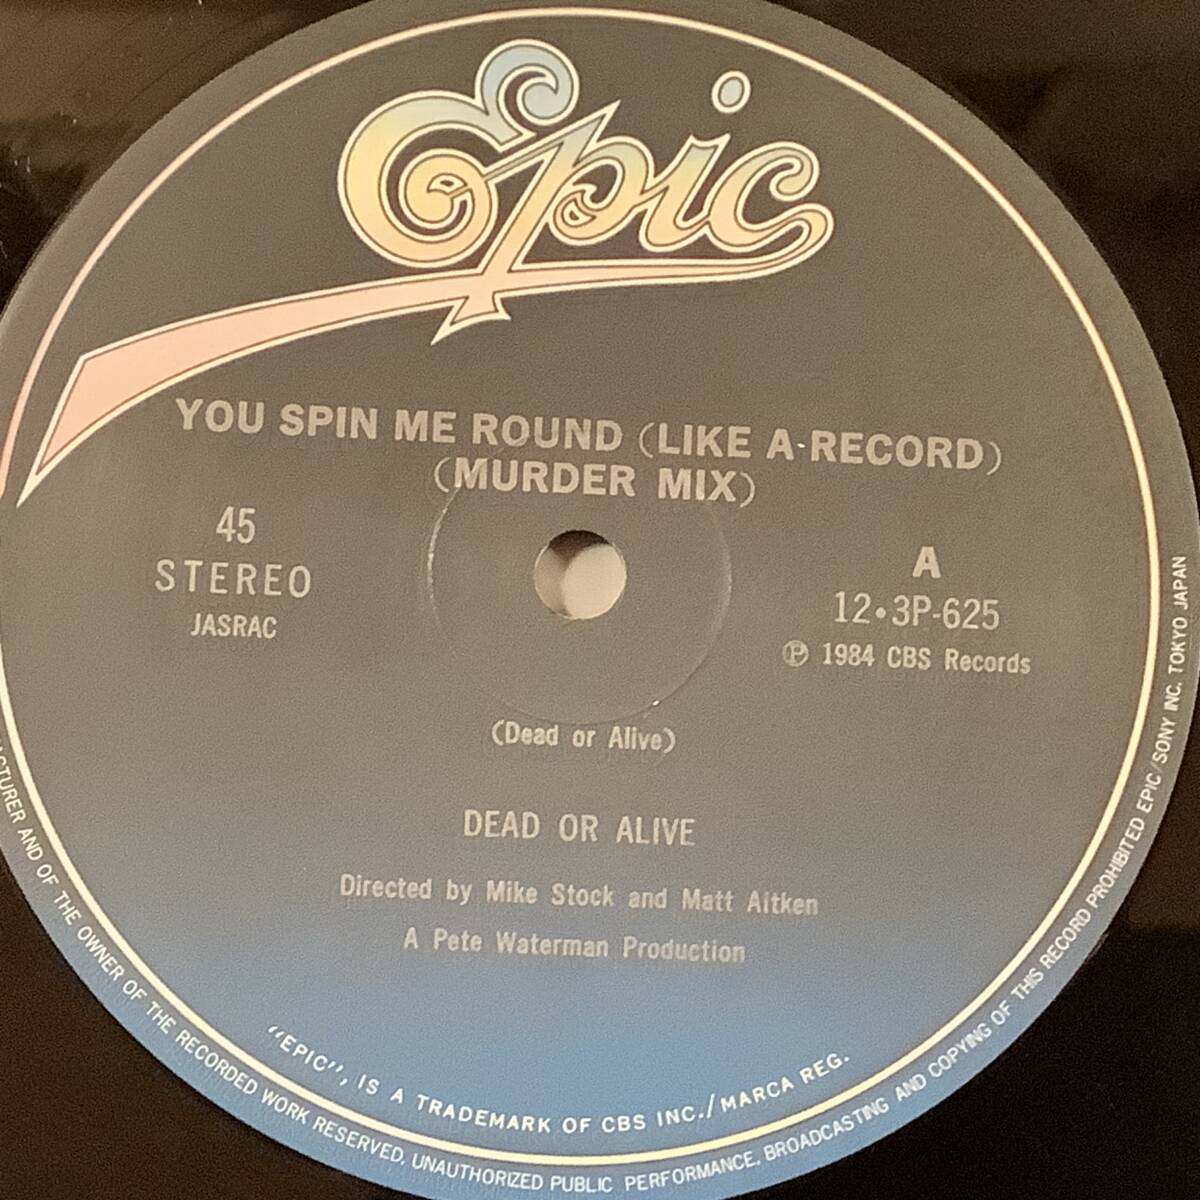 Epic
YOU SPIN ME ROUND (LIKE A RECORD)
(MURDER MIX)
45
STEREO
JASRAC
A
12•3P-625
Ⓟ 1984 CBS Records
(Dead or Alive)
DEAD OR ALIVE
Directed by Mike Stock and Matt Aitken
A Pete Waterman Production
"EPIC", IS A TRADEMARK OF CBS INC./MARCA REG.
AND OF THE OWNER OF THE RECORDED WORK RESERVED. UNAUTHORIZED PUBLIC PERFORMANCE, BROADCASTING AND COPYING OF THIS RECORD PROHIBITED EPIC/SONY INC. TOKYO JAPAN